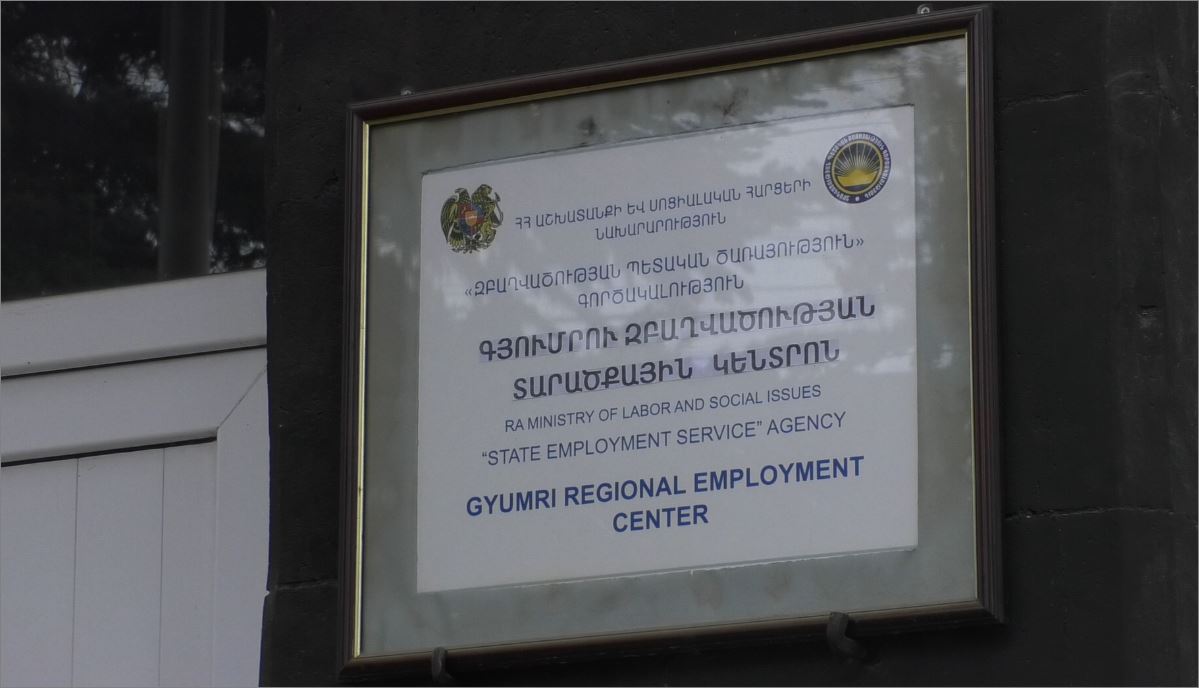 ՀՀ ԱՇԽԱՏԱՆՔԻ ԵՎ ՍՈՑԻԱԼԱԿԱՆ ՀԱՐՑԵՐԻ
ՆԱԽԱՐԱՐՈՒԹՅՈՒՆ
«ԶԲԱՂՎԱԾՈՒԹՅԱՆ ՊԵՏԱԿԱՆ ԾԱՌԱՅՈՒԹՅՈՒՆ»
ԳՈՐԾԱԿԱԼՈՒԹՅՈՒՆ
ԳՅՈՒՄՐՈՒ ԶԲԱՂՎԱԾՈՒԹՅԱՆ
ՏԱՐԱԾՔԱՅԻՆ ԿԵՆՏՐՈՆ
RA MINISTRY OF LABOR AND SOCIAL ISSUES
“STATE EMPLOYMENT SERVICE” AGENCY
GYUMRI REGIONAL EMPLOYMENT
CENTER